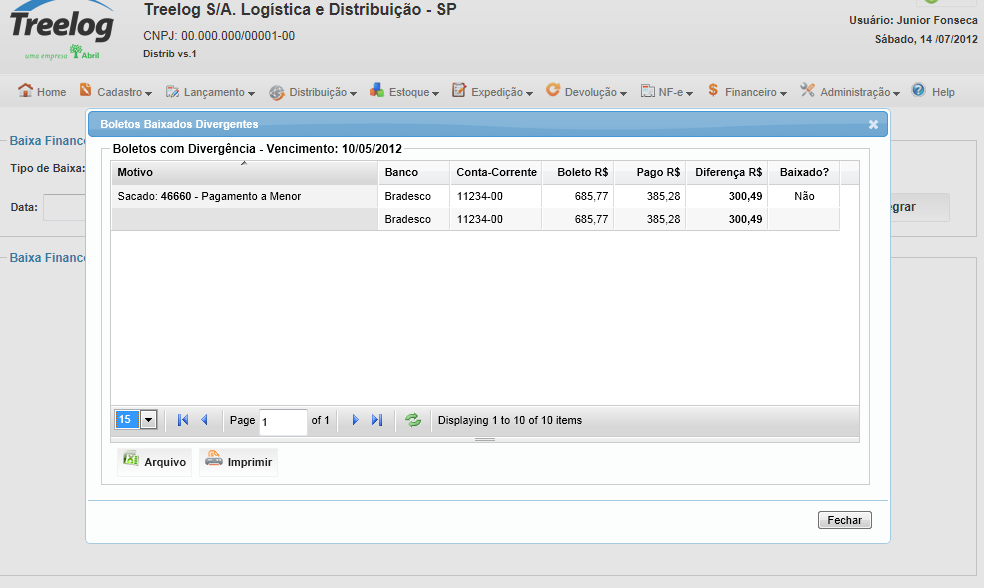 Treelog
uma empresa Abril
Treelog S/A. Logística e Distribuição - SP
CNPJ: 00.000.000/00001-00
Distrib vs.1
Usuário: Junior Fonseca
Sábado, 14 /07/2012
Home Cadastro Lançamento Distribuição Estoque Expedição Devolução NF-e Financeiro Administração Help
Boletos Baixados Divergentes
Baixa Financ
Tipo de Baixa:
Data:
grar
Baixa Financ
Boletos com Divergência - Vencimento: 10/05/2012
Motivo Banco Conta-Corrente Boleto R$ Pago R$ Diferença R$ Baixado?
Sacado: 46660 - Pagamento a Menor Bradesco 11234-00 685,77 385,28 300,49 Não
Bradesco 11234-00 685,77 385,28 300,49
15 Page 1 of 1 Displaying 1 to 10 of 10 items
Arquivo Imprimir
Fechar